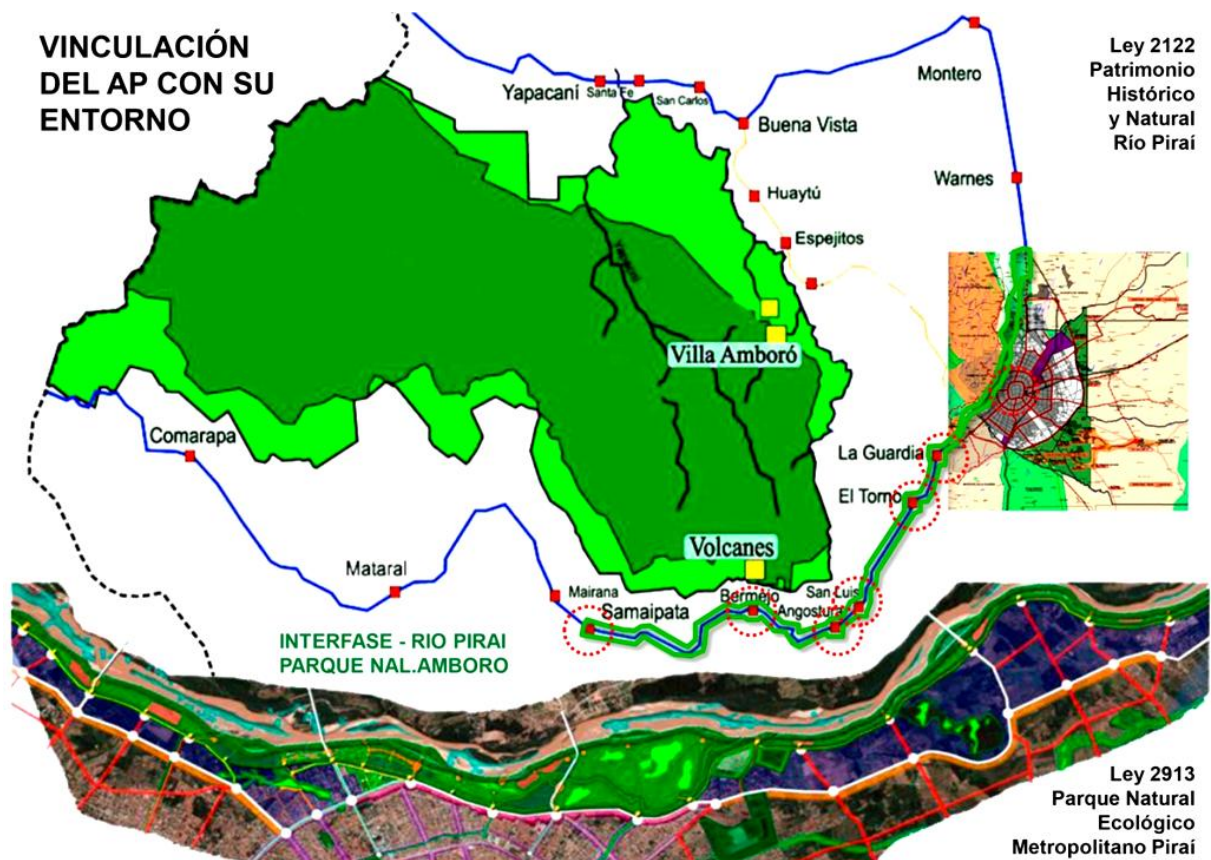 VINCULACIÓN
DEL AP CON SU
ENTORNO
Ley 2122
Patrimonio
Histórico
y Natural
Río Piraí
Montero
Yapacaní
Santa Fe
San Carlos
Buena Vista
Warnes
Huaytú
Espejitos
Villa Amboró
Comarapa
La Guardia
El Torno
Volcanes
Mataral
Mairana
Samaipata
Bermejo
San Luis
Angostura
INTERFASE - RIO PIRAI
PARQUE NAL.AMBORO
Ley 2913
Parque Natural
Ecológico
Metropolitano Piraí